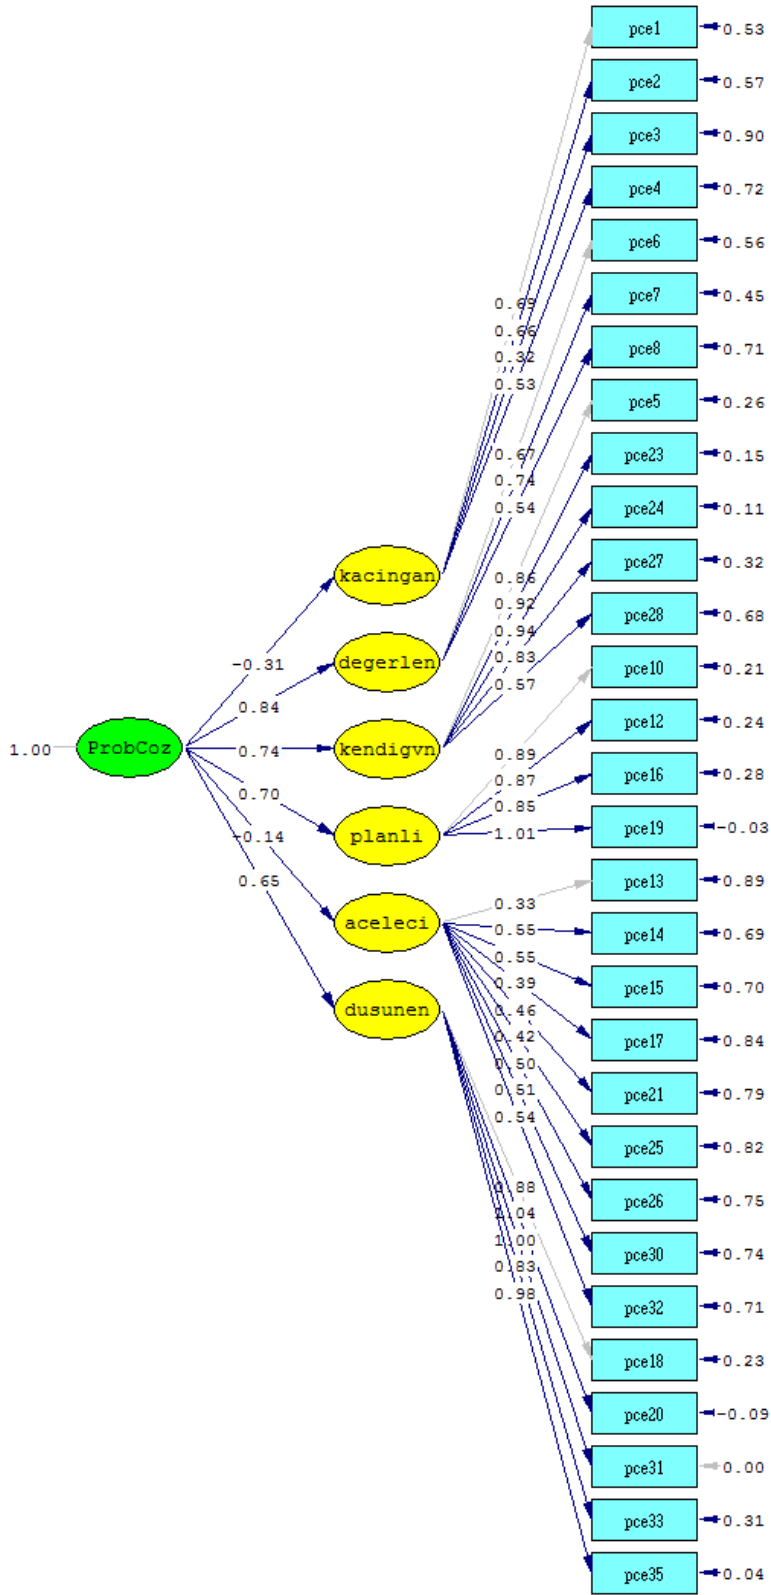 pce1 0.53
pce2 0.57
pce3 0.90
pce4 0.72
pce6 0.56
pce7 0.45
pce8 0.71
pce5 0.26
pce23 0.15
pce24 0.11
pce27 0.32
pce28 0.68
pce10 0.21
pce12 0.24
pce16 0.28
pce19 -0.03
pce13 0.89
pce14 0.69
pce15 0.70
pce17 0.84
pce21 0.79
pce25 0.82
pce26 0.75
pce30 0.74
pce32 0.71
pce18 0.23
pce20 -0.09
pce31 0.00
pce33 0.31
pce35 0.04
0.69
0.66
0.32
0.53
0.67
0.74
0.54
0.86
0.92
0.94
0.83
0.57
0.89
0.87
0.85
1.01
0.33
0.55
0.55
0.39
0.46
0.42
0.50
0.51
0.54
0.88
1.04
1.00
0.83
0.98
kacingan
degerlen
kendigvn
planli
aceleci
dusunen
-0.31
0.84
0.74
0.70
-0.14
0.65
1.00 ProbCoz